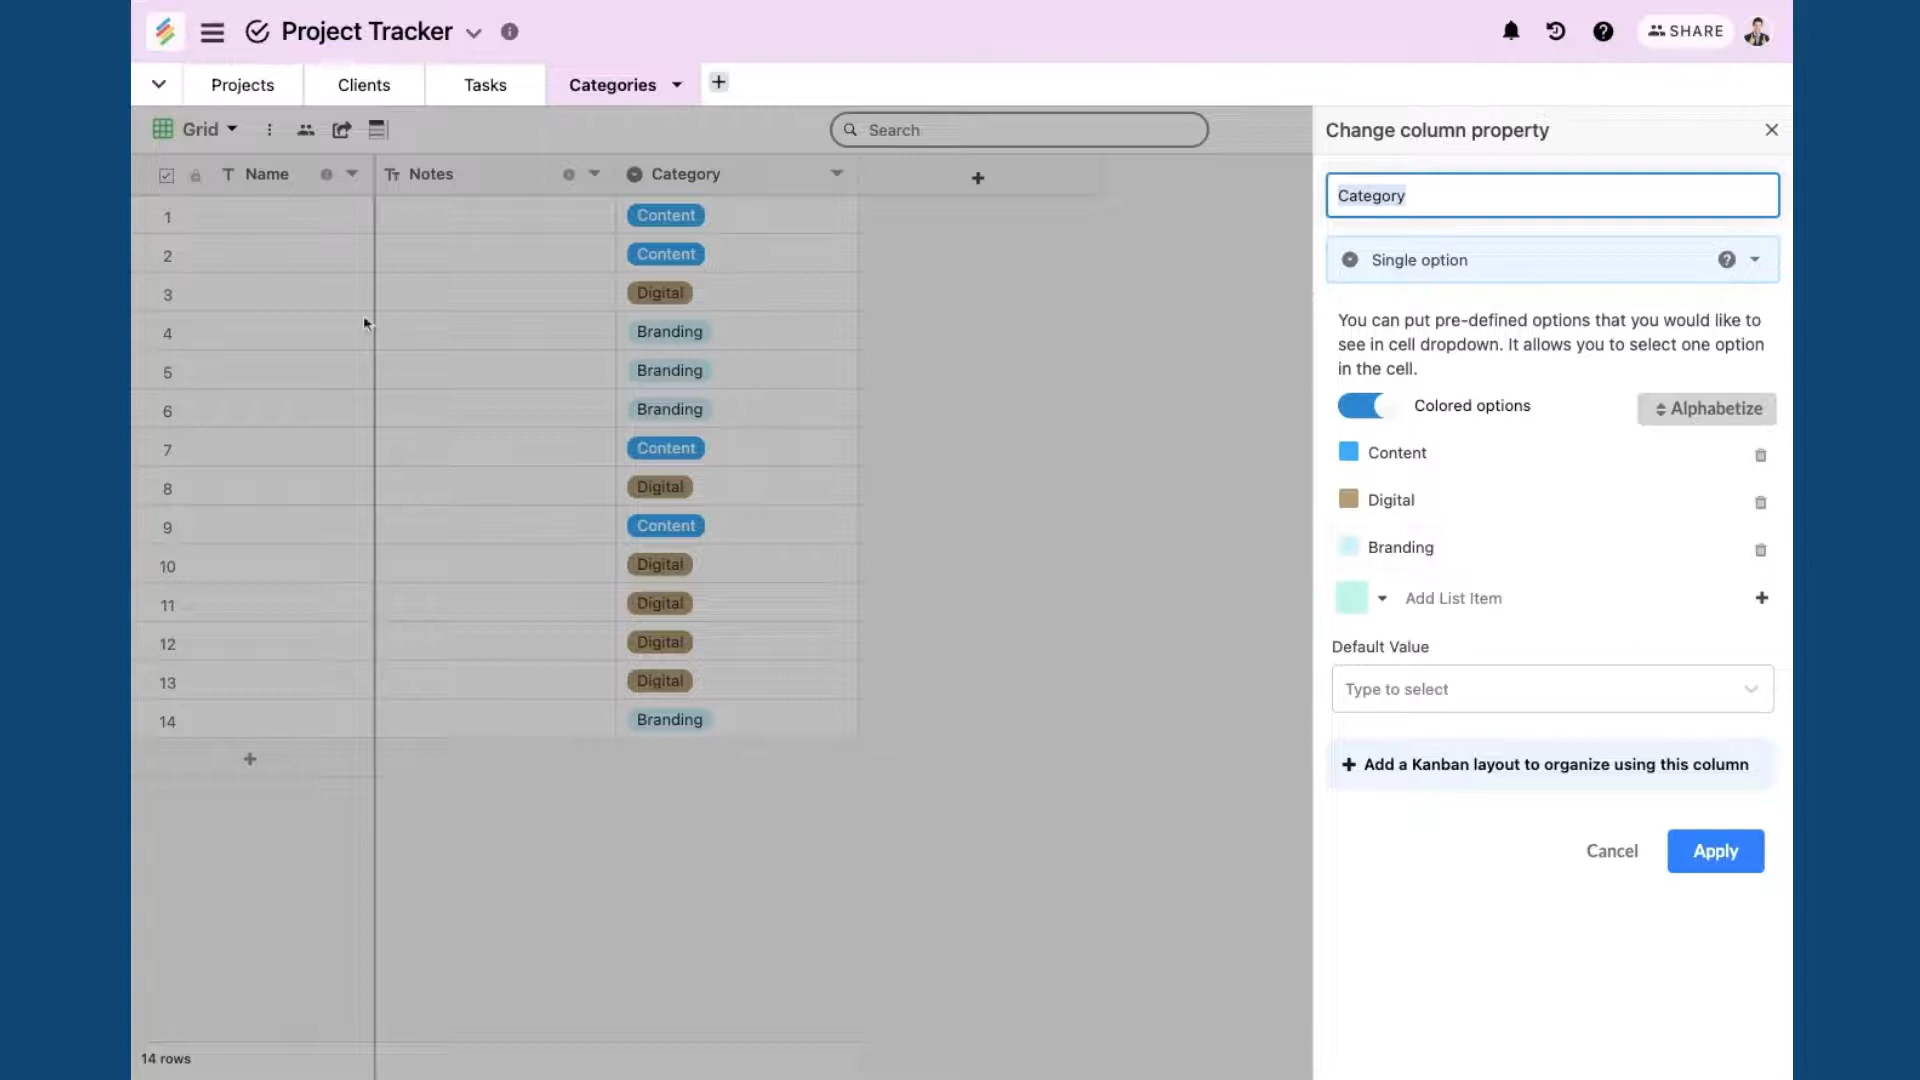 Project Tracker
SHARE
Projects
Clients
Tasks
Categories
Grid
Search
Name
Notes
Category
1
Content
2
Content
3
Digital
4
Branding
5
Branding
6
Branding
7
Content
8
Digital
9
Content
10
Digital
11
Digital
12
Digital
13
Digital
14
Branding
14 rows
Change column property
Category
Single option
You can put pre-defined options that you would like to
see in cell dropdown. It allows you to select one option
in the cell.
Colored options
Alphabetize
Content
Digital
Branding
Add List Item
Default Value
Type to select
Add a Kanban layout to organize using this column
Cancel
Apply